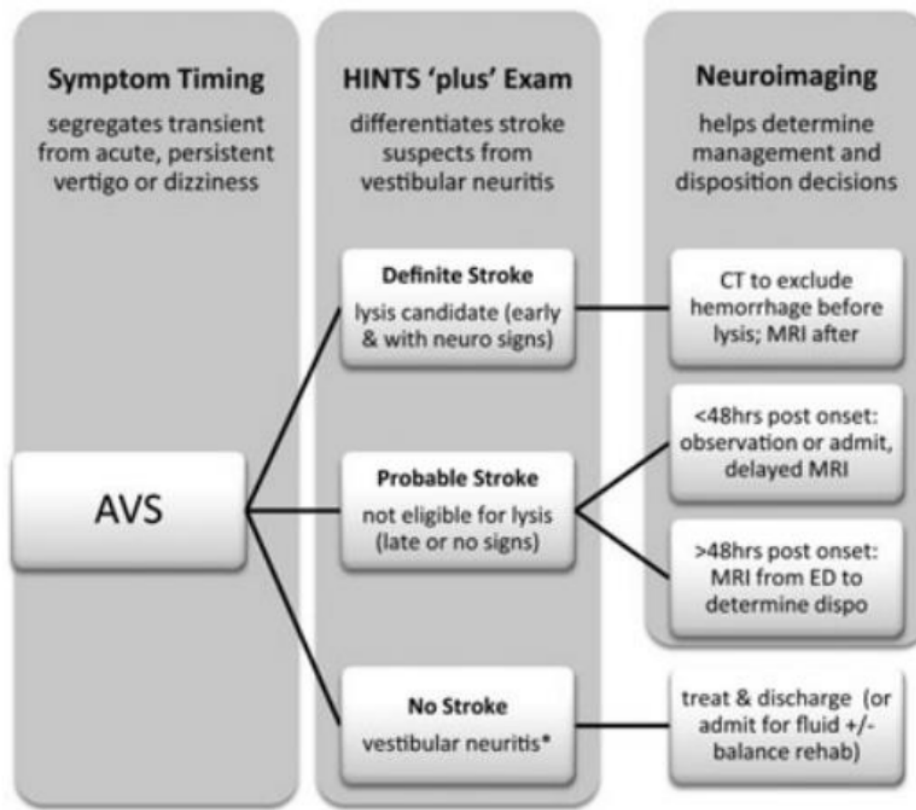 Symptom Timing
segregates transient
from acute, persistent
vertigo or dizziness
AVS
HINTS ‘plus’ Exam
differentiates stroke
suspects from
vestibular neuritis
Definite Stroke
lysis candidate (early
& with neuro signs)
Probable Stroke
not eligible for lysis
(late or no signs)
No Stroke
vestibular neuritis*
Neuroimaging
helps determine
management and
disposition decisions
CT to exclude
hemorrhage before
lysis; MRI after
<48hrs post onset:
observation or admit,
delayed MRI
>48hrs post onset:
MRI from ED to
determine dispo
treat & discharge (or
admit for fluid +/-
balance rehab)